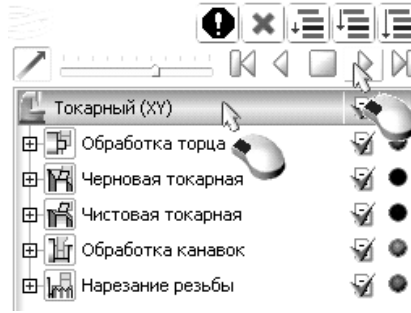 Токарный (XY)
Обработка торца
Черновая токарная
Чистовая токарная
Обработка канавок
Нарезание резьбы